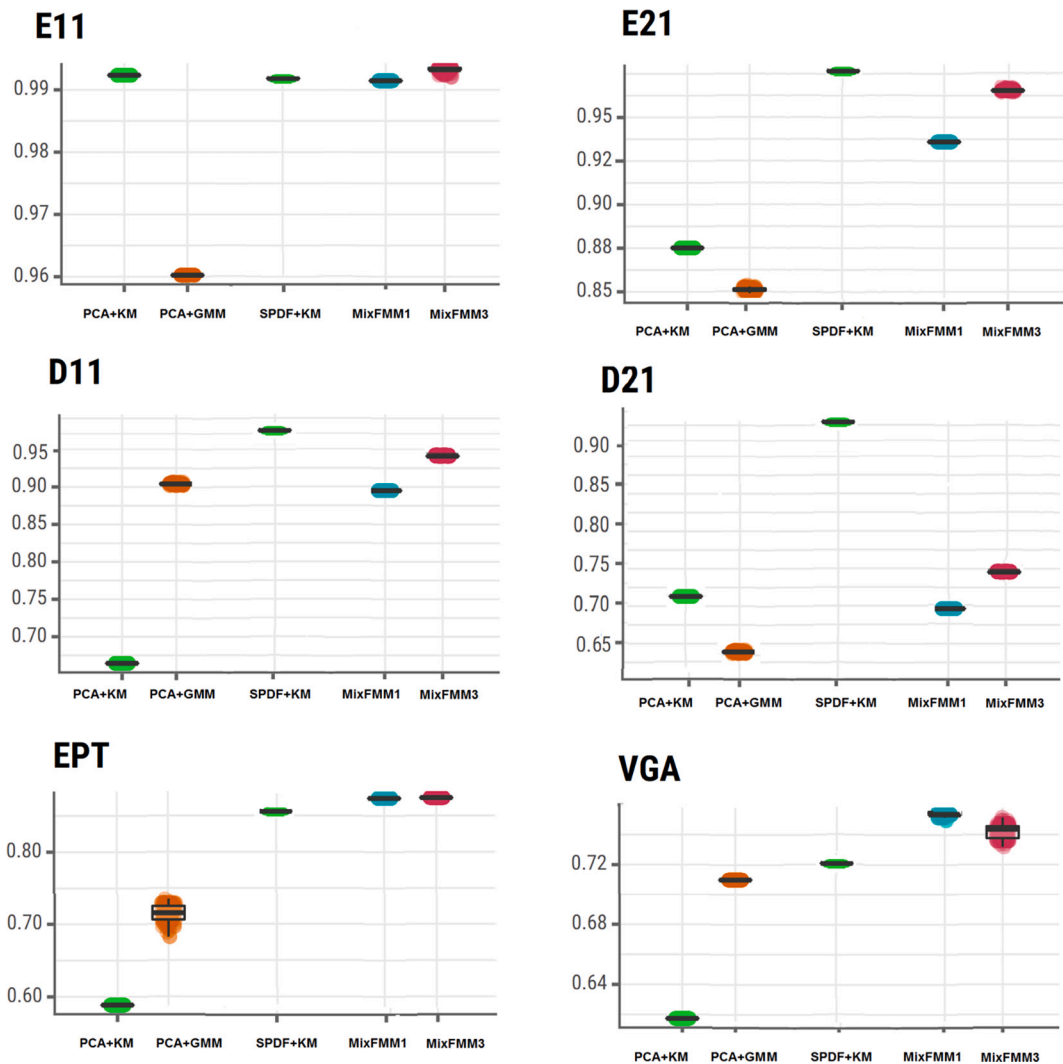 E11
0.99
0.98
0.97
0.96
PCA+KM PCA+GMM SPDF+KM MixFMM1 MixFMM3
E21
0.95
0.92
0.90
0.88
0.85
PCA+KM PCA+GMM SPDF+KM MixFMM1 MixFMM3
D11
0.95
0.90
0.85
0.80
0.75
0.70
PCA+KM PCA+GMM SPDF+KM MixFMM1 MixFMM3
D21
0.90
0.85
0.80
0.75
0.70
0.65
PCA+KM PCA+GMM SPDF+KM MixFMM1 MixFMM3
EPT
0.80
0.70
0.60
PCA+KM PCA+GMM SPDF+KM MixFMM1 MixFMM3
VGA
0.72
0.68
0.64
PCA+KM PCA+GMM SPDF+KM MixFMM1 MixFMM3